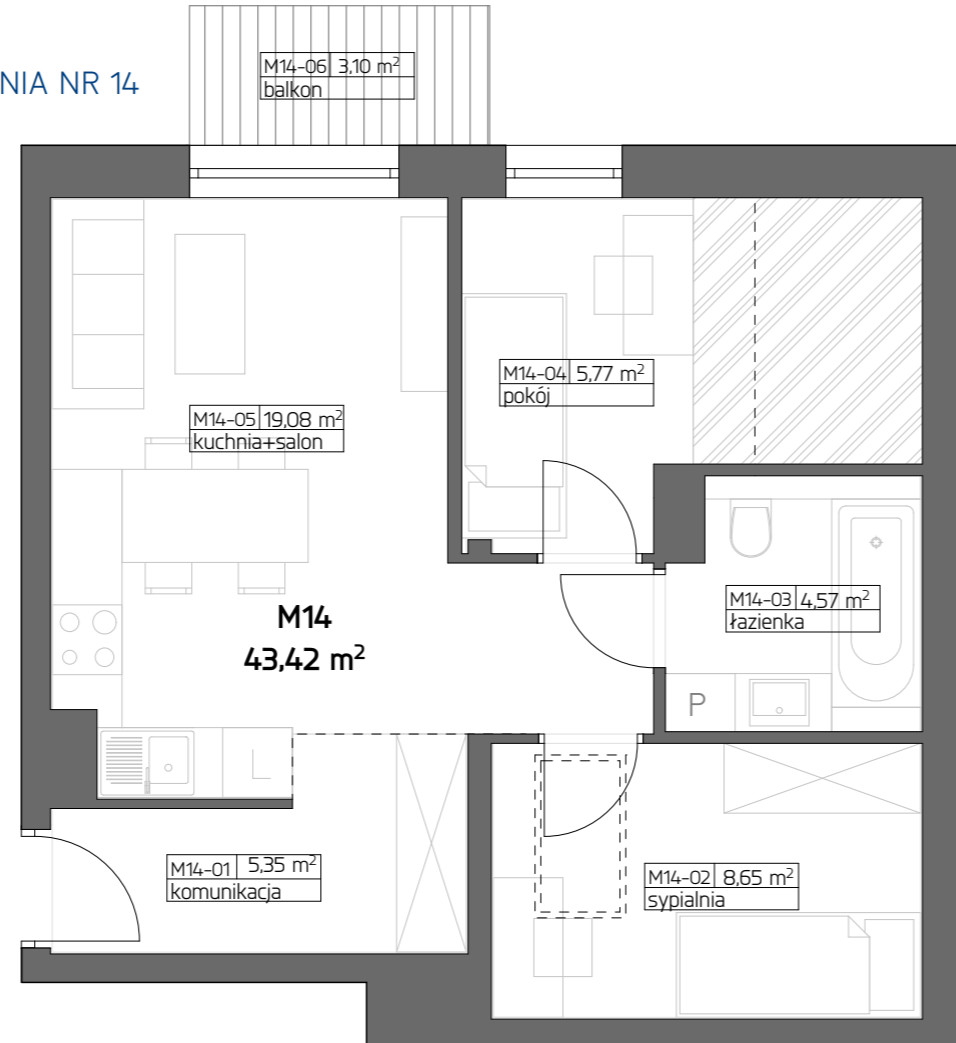 NIA NR 14
M14-06 3,10 m²
balkon
M14-04 5,77 m²
pokój
M14-05 19,08 m²
kuchnia+salon
M14-03 4,57 m²
łazienka
M14
43,42 m²
P
L
M14-01 5,35 m²
komunikacja
M14-02 8,65 m²
sypialnia